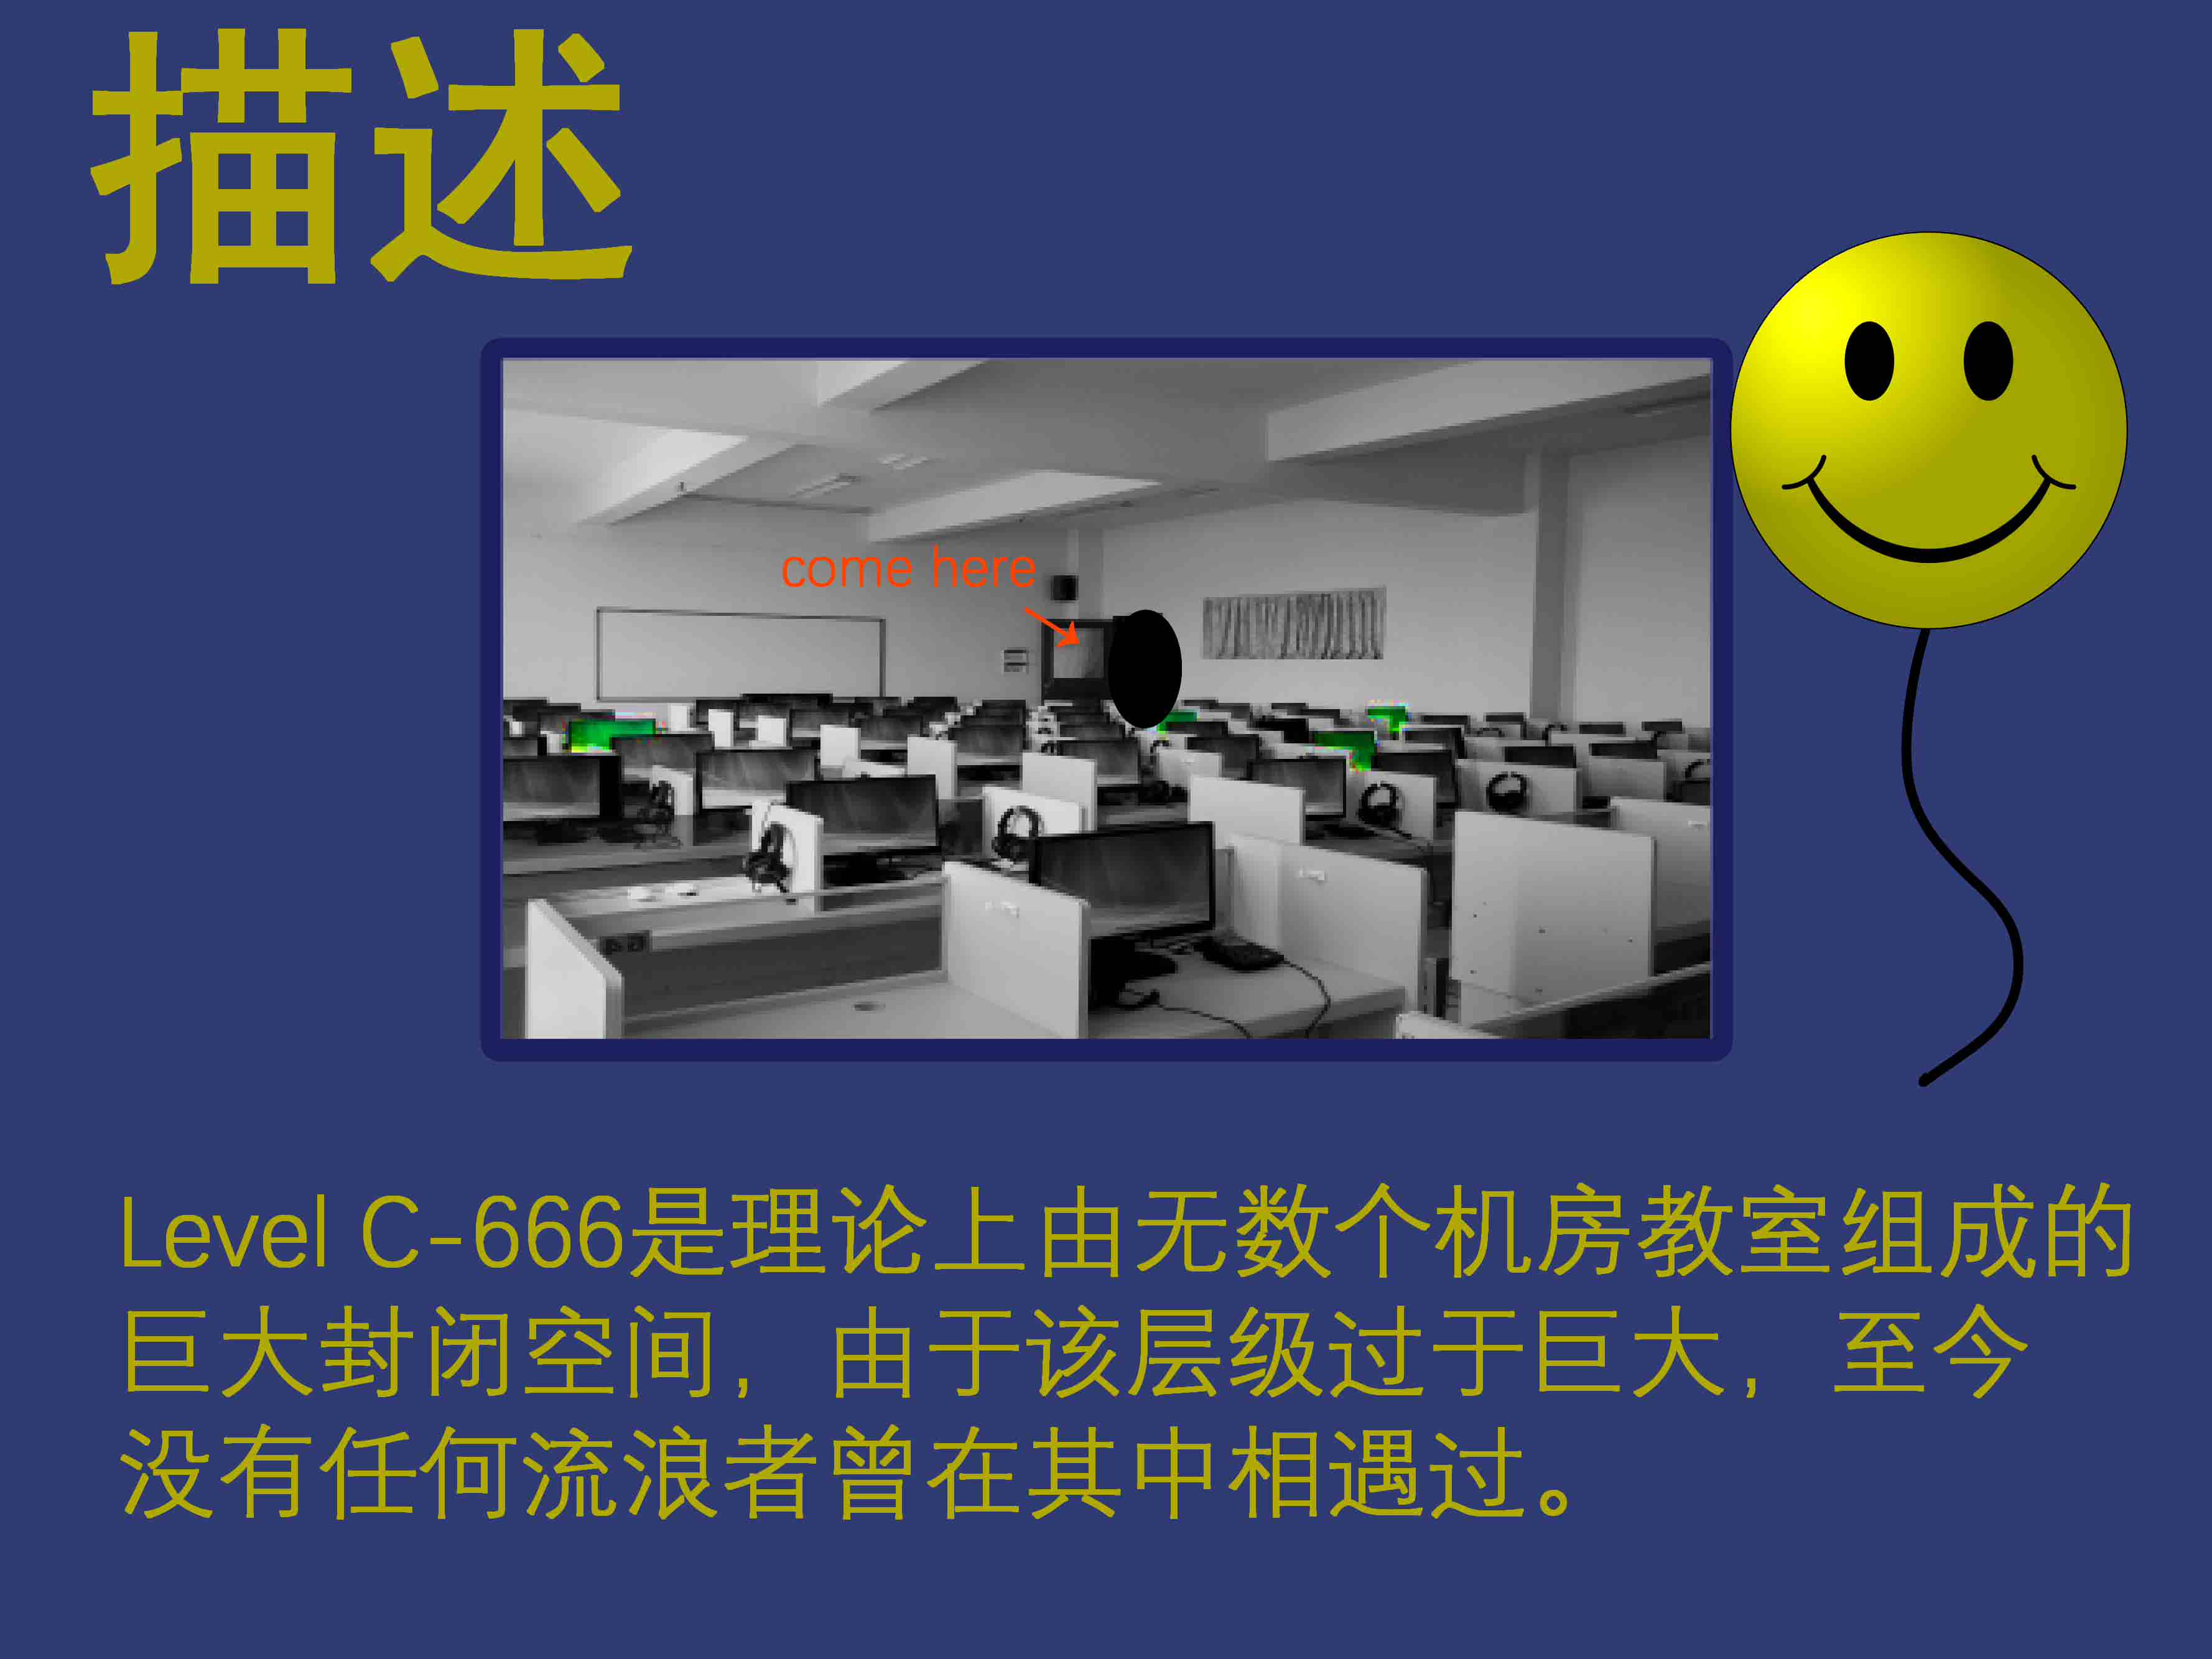 描述
come here
Level C-666是理论上由无数个机房教室组成的
巨大封闭空间，由于该层级过于巨大，至今
没有任何流浪者曾在其中相遇过。